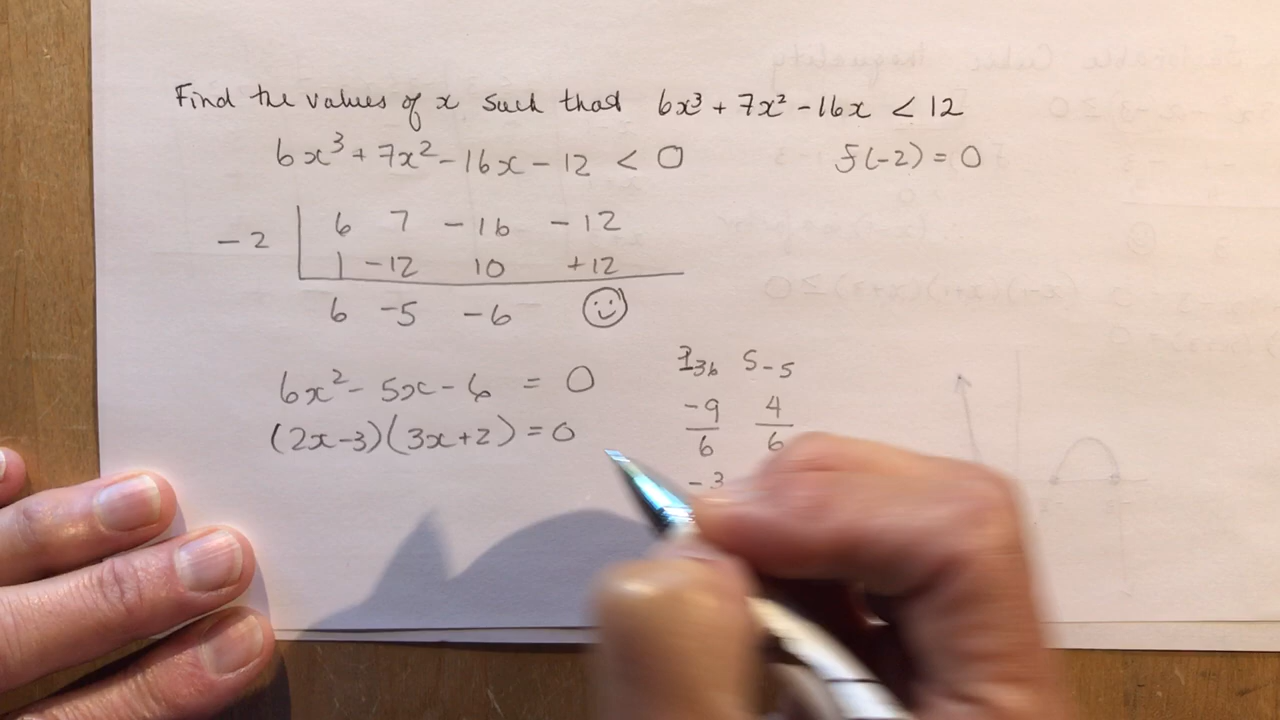 Find the values of x such that 6x³ + 7x² - 16x < 12
6x³ + 7x² - 16x - 12 < 0
f(-2) = 0
-2 | 6 7 -16 -12
↓ -12 10 +12
6 -5 -6 ☺
6x² - 5x - 6 = 0
(2x-3)(3x+2) = 0
P₃₆ S₋₅
-9 4
6 6
-3